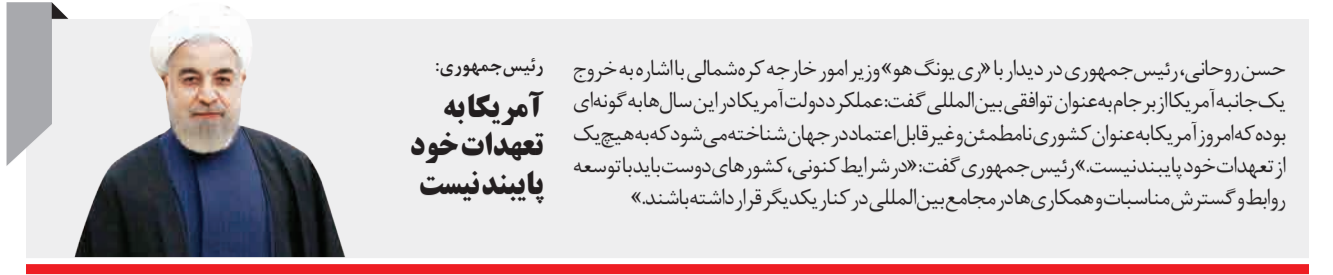 رئیس‌جمهوری:
آمریکا به
تعهدات خود
پایبند نیست
حسن روحانی، رئیس‌جمهوری در دیدار با «ری یونگ هو» وزیر امور خارجه کره‌شمالی با اشاره به خروج
یک‌جانبه آمریکا از برجام به‌عنوان توافقی بین‌المللی گفت: عملکرد دولت آمریکا در این سال‌ها به گونه‌ای
بوده که امروز آمریکا به‌عنوان کشوری نامطمئن و غیرقابل اعتماد در جهان شناخته می‌شود که به هیچ‌یک
از تعهدات خود پایبند نیست.» رئیس‌جمهوری گفت: «در شرایط کنونی، کشورهای دوست باید با توسعه
روابط و گسترش مناسبات و همکاری‌ها در مجامع بین‌المللی در کنار یکدیگر قرار داشته باشند.»